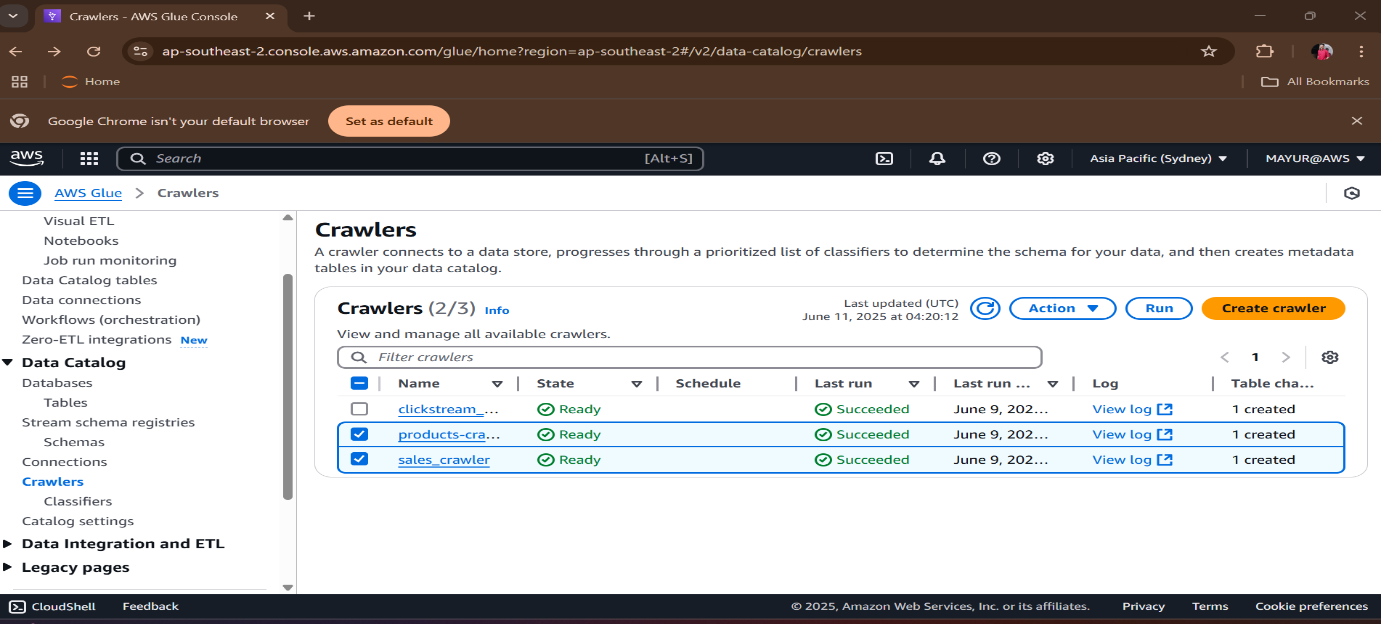 Crawlers - AWS Glue Console
ap-southeast-2.console.aws.amazon.com/glue/home?region=ap-southeast-2#/v2/data-catalog/crawlers
Home
All Bookmarks
Google Chrome isn't your default browser
Set as default
aws
Search
[Alt+S]
Asia Pacific (Sydney)
MAYUR@AWS
AWS Glue
Crawlers
Visual ETL
Notebooks
Job run monitoring
Data Catalog tables
Data connections
Workflows (orchestration)
Zero-ETL integrations New
Data Catalog
Databases
Tables
Stream schema registries
Schemas
Connections
Crawlers
Classifiers
Catalog settings
Data Integration and ETL
Legacy pages
Crawlers
A crawler connects to a data store, progresses through a prioritized list of classifiers to determine the schema for your data, and then creates metadata
tables in your data catalog.
Crawlers (2/3) Info
Last updated (UTC)
June 11, 2025 at 04:20:12
Action
Run
Create crawler
View and manage all available crawlers.
Filter crawlers
1
Name State Schedule Last run Last run ... Log Table cha...
clickstream_... Ready Succeeded June 9, 202... View log 1 created
products-cra... Ready Succeeded June 9, 202... View log 1 created
sales_crawler Ready Succeeded June 9, 202... View log 1 created
CloudShell Feedback © 2025, Amazon Web Services, Inc. or its affiliates. Privacy Terms Cookie preferences